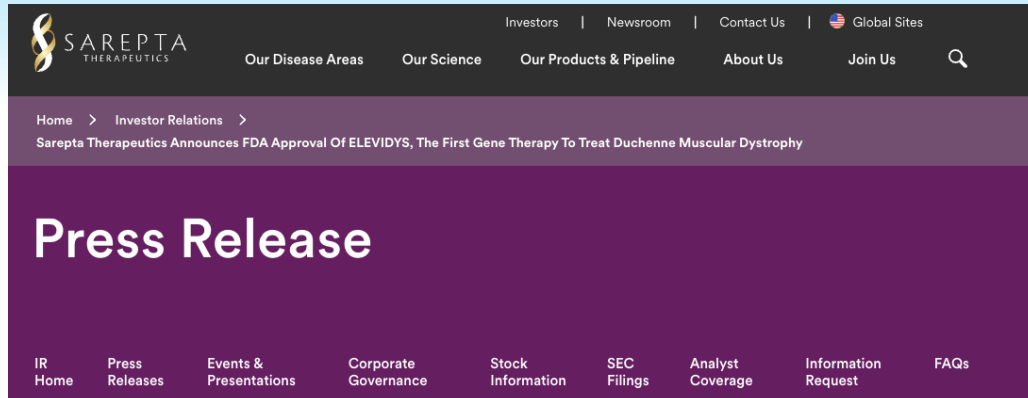 Investors | Newsroom | Contact Us | Global Sites
SAREPTA
THERAPEUTICS
Our Disease Areas Our Science Our Products & Pipeline About Us Join Us
Home > Investor Relations >
Sarepta Therapeutics Announces FDA Approval Of ELEVIDYS, The First Gene Therapy To Treat Duchenne Muscular Dystrophy
Press Release
IR Home
Press Releases
Events & Presentations
Corporate Governance
Stock Information
SEC Filings
Analyst Coverage
Information Request
FAQs